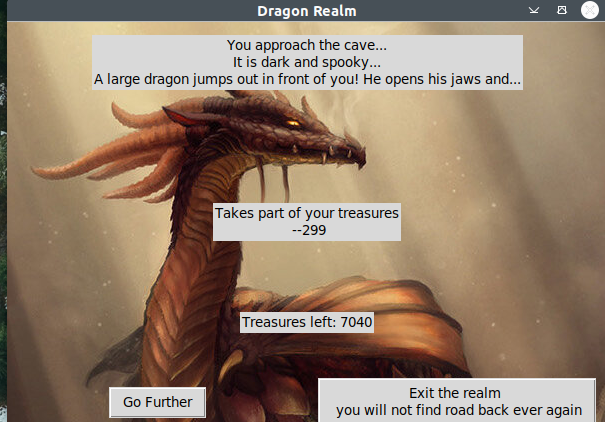 Dragon Realm
You approach the cave...
It is dark and spooky...
A large dragon jumps out in front of you! He opens his jaws and...
Takes part of your treasures
--299
Treasures left: 7040
Go Further
Exit the realm
you will not find road back ever again